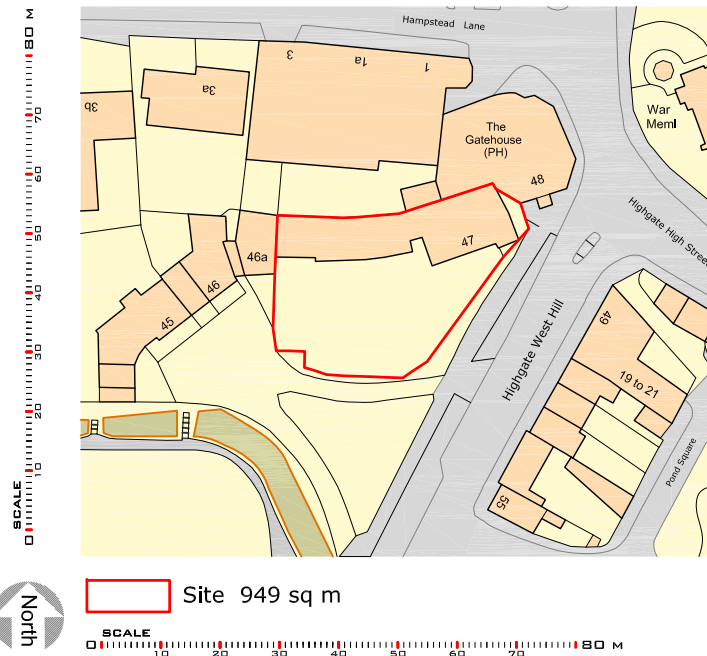 Hampstead Lane
3
1a
1
3a
3b
The
Gatehouse
(PH)
War
Meml
48
47
46a
46
45
Highgate High Street
Highgate West Hill
49
19 to 21
Pond Square
55
80 M
70
60
50
40
30
20
10
0
SCALE
North
Site 949 sq m
SCALE
0 10 20 30 40 50 60 70 80 M